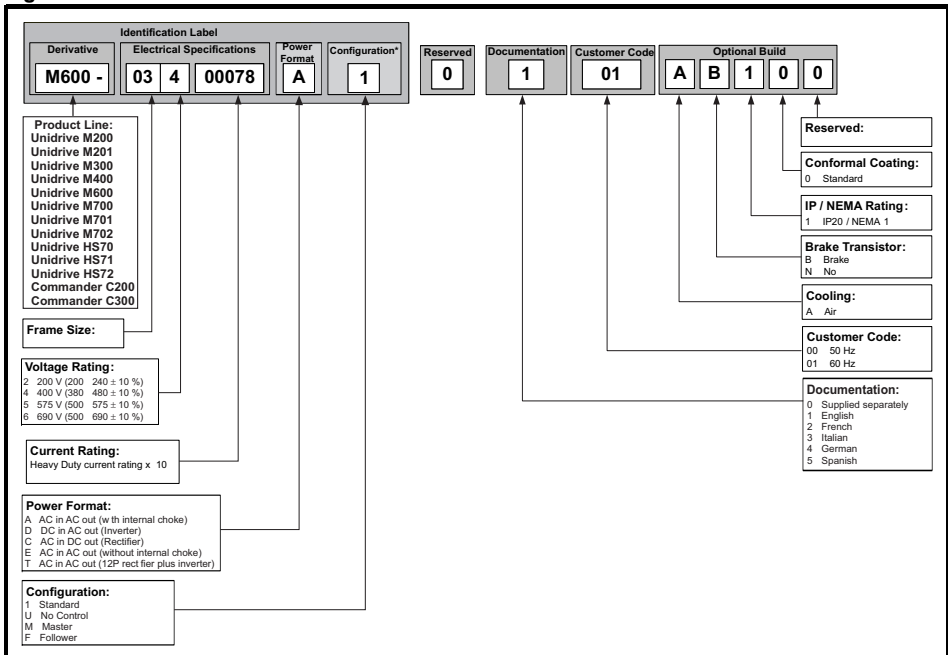 Identification Label
Derivative
Electrical Specifications
Power
Format
Configuration*
Reserved
Documentation
Customer Code
Optional Build
M600 -
03
4
00078
A
1
0
1
01
A
B
1
0
0
Product Line:
Unidrive M200
Unidrive M201
Unidrive M300
Unidrive M400
Unidrive M600
Unidrive M700
Unidrive M701
Unidrive M702
Unidrive HS70
Unidrive HS71
Unidrive HS72
Commander C200
Commander C300
Frame Size:
Voltage Rating:
2 200 V (200 240 ± 10 %)
4 400 V (380 480 ± 10 %)
5 575 V (500 575 ± 10 %)
6 690 V (500 690 ± 10 %)
Current Rating:
Heavy Duty current rating x 10
Power Format:
A AC in AC out (w th internal choke)
D DC in AC out (Inverter)
C AC in DC out (Rectifier)
E AC in AC out (without internal choke)
T AC in AC out (12P rect fier plus inverter)
Configuration:
1 Standard
U No Control
M Master
F Follower
Reserved:
Conformal Coating:
0 Standard
IP / NEMA Rating:
1 IP20 / NEMA 1
Brake Transistor:
B Brake
N No
Cooling:
A Air
Customer Code:
00 50 Hz
01 60 Hz
Documentation:
0 Supplied separately
1 English
2 French
3 Italian
4 German
5 Spanish